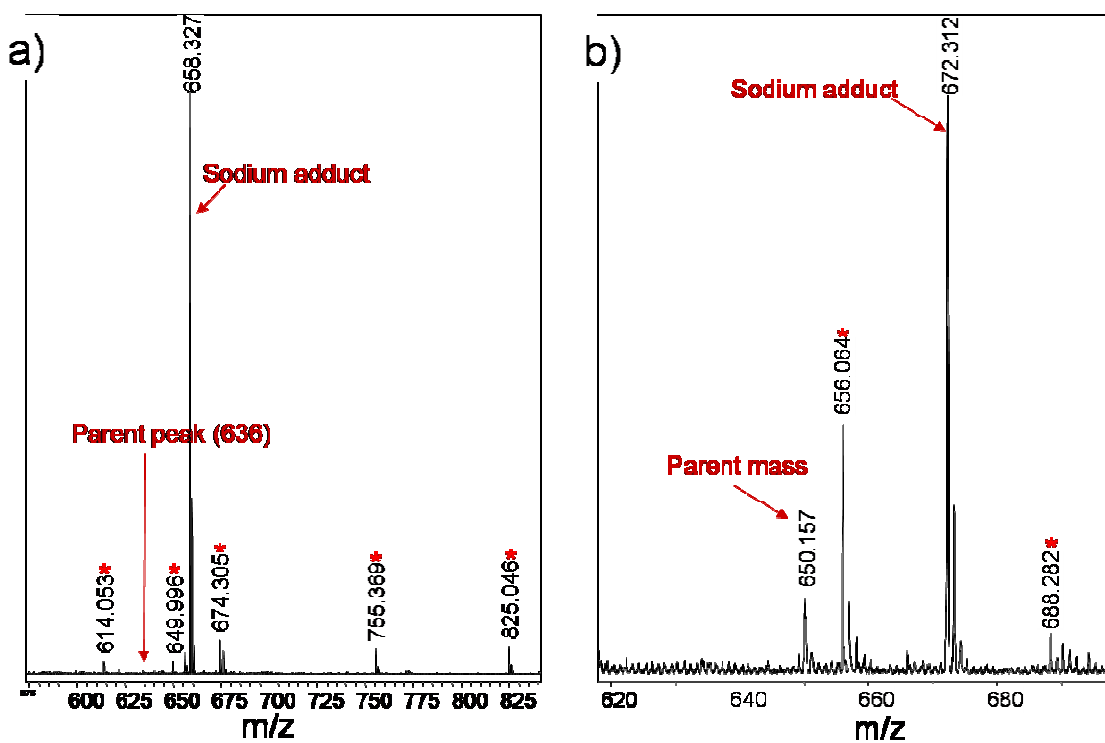 a)
658.327
Sodium adduct
Parent peak (636)
614.053*
649.996*
674.305*
755.369*
825.046*
600 625 650 675 700 725 750 775 800 825
m/z
b)
672.312
Sodium adduct
656.064*
Parent mass
650.157
688.282*
620 640 660 680
m/z